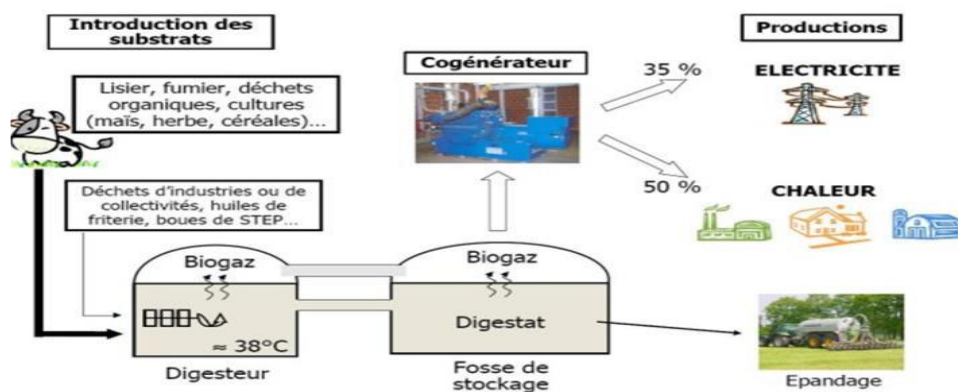 Introduction des
substrats
Lisier, fumier, déchets
organiques, cultures
(maïs, herbe, céréales)...
Déchets d'industries ou de
collectivités, huiles de
friterie, boues de STEP...
Biogaz
≈ 38°C
Digesteur
Cogénérateur
Biogaz
Digestat
Fosse de
stockage
Productions
35 %
ELECTRICITE
50 %
CHALEUR
Epandage